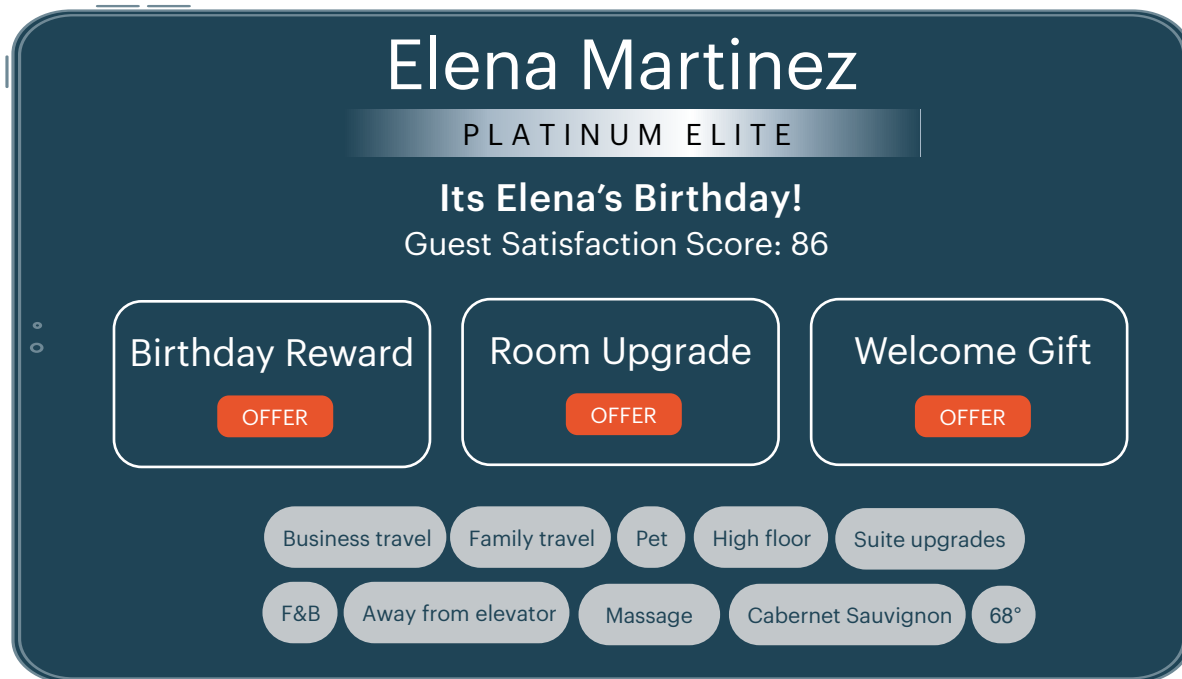 Elena Martinez
PLATINUM ELITE
Its Elena’s Birthday!
Guest Satisfaction Score: 86
Birthday Reward
OFFER
Room Upgrade
OFFER
Welcome Gift
OFFER
Business travel
Family travel
Pet
High floor
Suite upgrades
F&B
Away from elevator
Massage
Cabernet Sauvignon
68°